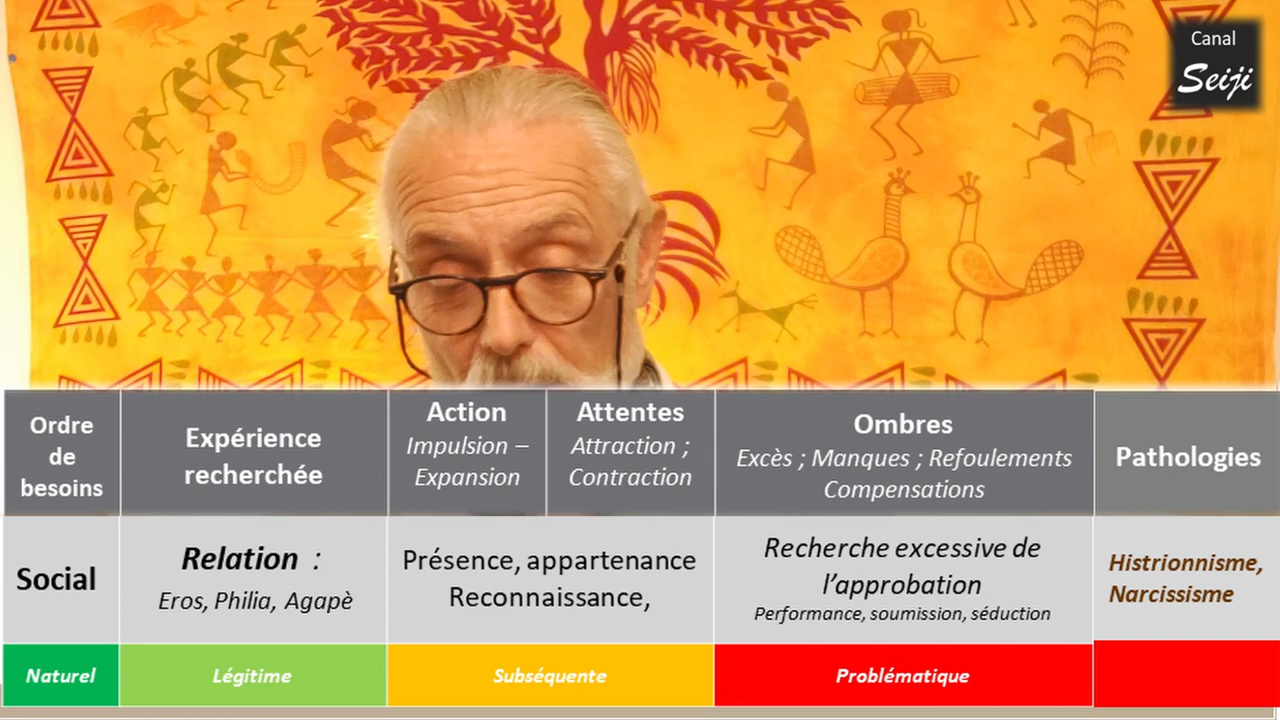 Canal
Seiji
Ordre
de
besoins
Expérience
recherchée
Action
Impulsion –
Expansion
Attentes
Attraction ;
Contraction
Ombres
Excès ; Manques ; Refoulements
Compensations
Pathologies
Social
Relation :
Eros, Philia, Agapè
Présence, appartenance
Reconnaissance,
Recherche excessive de
l’approbation
Performance, soumission, séduction
Histrionnisme,
Narcissisme
Naturel
Légitime
Subséquente
Problématique